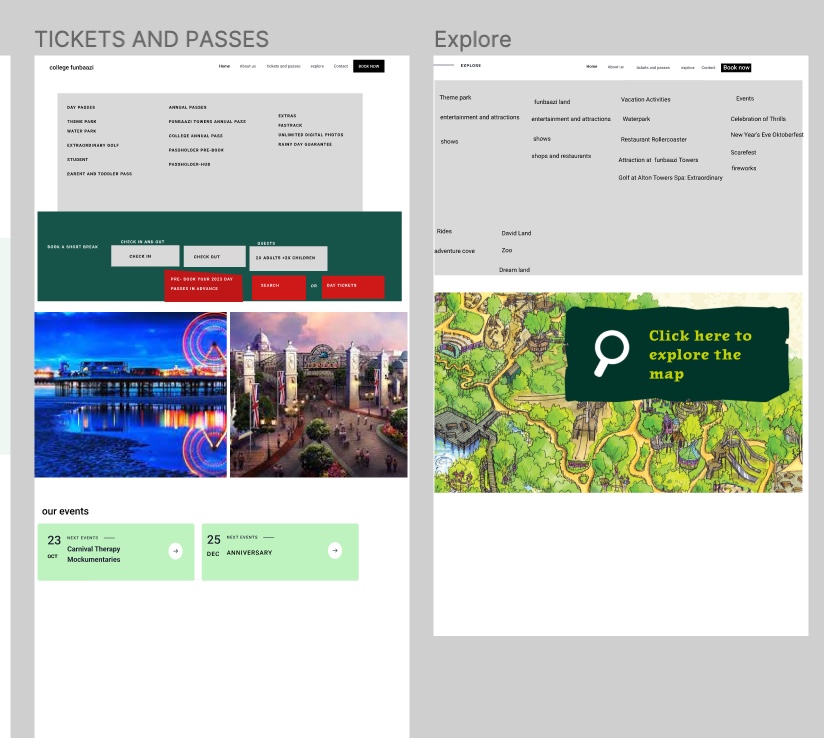 TICKETS AND PASSES
college funbaazi
Home About us tickets and passes explore Contact BOOK NOW
DAY PASSES
THEME PARK
WATER PARK
EXTRAORDINARY GOLF
STUDENT
PARENT AND TODDLER PASS
ANNUAL PASSES
FUNBAAZI TOWERS ANNUAL PASS
COLLEGE ANNUAL PASS
PASSHOLDER PRE-BOOK
PASSHOLDER-HUB
EXTRAS
FASTRACK
UNLIMITED DIGITAL PHOTOS
RAINY DAY GUARANTEE
BOOK A SHORT BREAK
CHECK IN AND OUT
GUESTS
CHECK IN
CHECK OUT
2X ADULTS +2X CHILDREN
PRE- BOOK YOUR 2023 DAY
PASSES IN ADVANCE
SEARCH
OR
DAY TICKETS
our events
23
OCT
NEXT EVENTS
Carnival Therapy
Mockumentaries
25
DEC
NEXT EVENTS
ANNIVERSARY
Explore
EXPLORE
Home About us tickets and passes explore Contact Book now
Theme park
entertainment and attractions
shows
funbaazi land
entertainment and attractions
shows
shops and restaurants
Vacation Activities
Waterpark
Restaurant Rollercoaster
Attraction at funbaazi Towers
Golf at Alton Towers Spa: Extraordinary
Events
Celebration of Thrills
New Year's Eve Oktoberfest
Scarefest
fireworks
Rides
adventure cove
David Land
Zoo
Dream land
Click here to
explore the
map